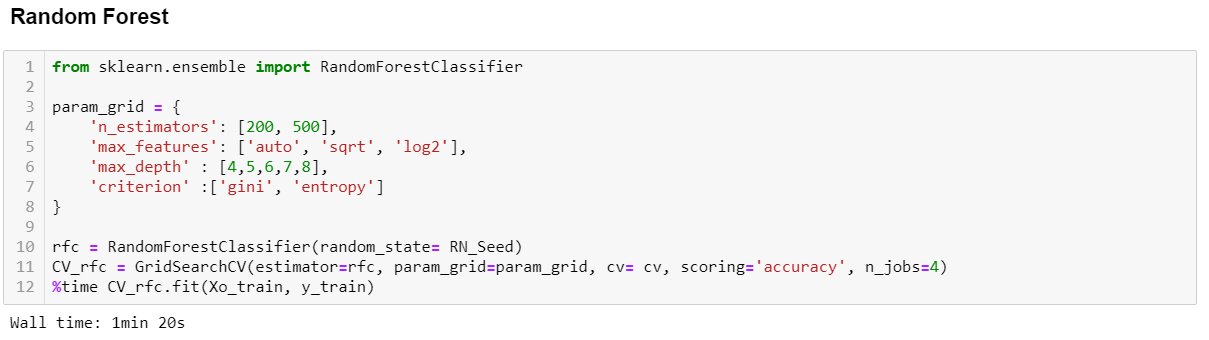 Random Forest
1 from sklearn.ensemble import RandomForestClassifier
2
3 param_grid = {
4     'n_estimators': [200, 500],
5     'max_features': ['auto', 'sqrt', 'log2'],
6     'max_depth' : [4,5,6,7,8],
7     'criterion' :['gini', 'entropy']
8 }
9
10 rfc = RandomForestClassifier(random_state= RN_Seed)
11 CV_rfc = GridSearchCV(estimator=rfc, param_grid=param_grid, cv= cv, scoring='accuracy', n_jobs=4)
12 %time CV_rfc.fit(Xo_train, y_train)
Wall time: 1min 20s